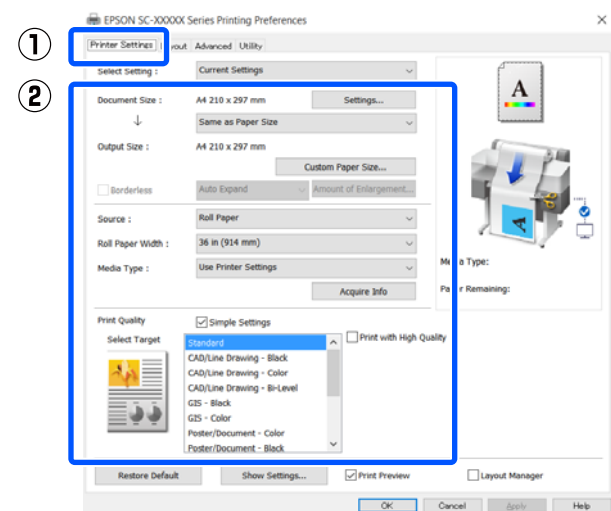 EPSON SC-XXXXX Series Printing Preferences
①
Printer Settings
Advanced
Utility
Select Setting :
Current Settings
②
Document Size :
A4 210 x 297 mm
Settings...
↓
Same as Paper Size
Output Size :
A4 210 x 297 mm
Custom Paper Size...
Borderless
Auto Expand
Amount of Enlargement...
Source :
Roll Paper
Roll Paper Width :
36 in (914 mm)
Media Type :
Use Printer Settings
Acquire Info
A
A
Type:
Remaining:
Print Quality
Simple Settings
Select Target
Standard
CAD/Line Drawing - Black
CAD/Line Drawing - Color
CAD/Line Drawing - Bi-Level
GIS - Black
GIS - Color
Poster/Document - Color
Poster/Document - Black
Print with High Quality
Restore Default
Show Settings...
Print Preview
Layout Manager
OK
Cancel
Apply
Help